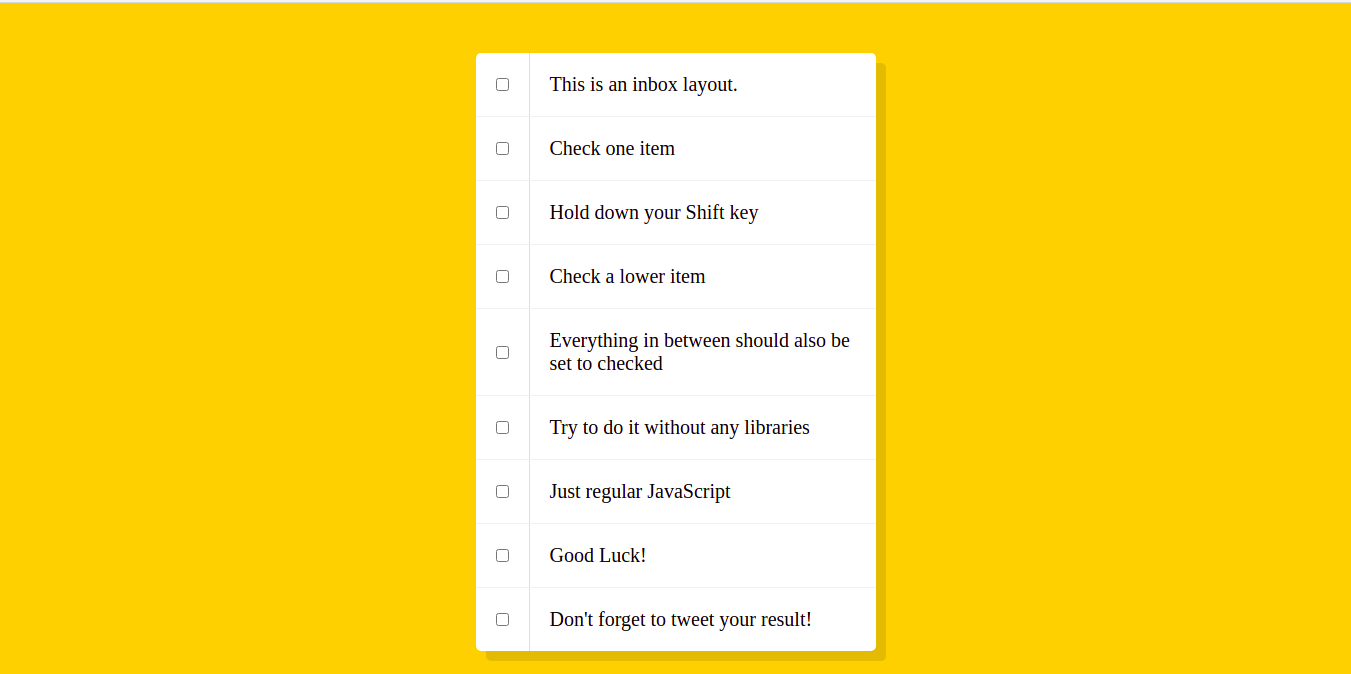 This is an inbox layout.
Check one item
Hold down your Shift key
Check a lower item
Everything in between should also be
set to checked
Try to do it without any libraries
Just regular JavaScript
Good Luck!
Don't forget to tweet your result!